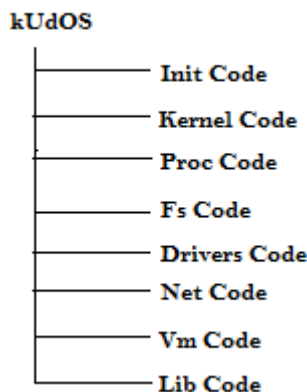 kUdOS
Init Code
Kernel Code
Proc Code
Fs Code
Drivers Code
Net Code
Vm Code
Lib Code